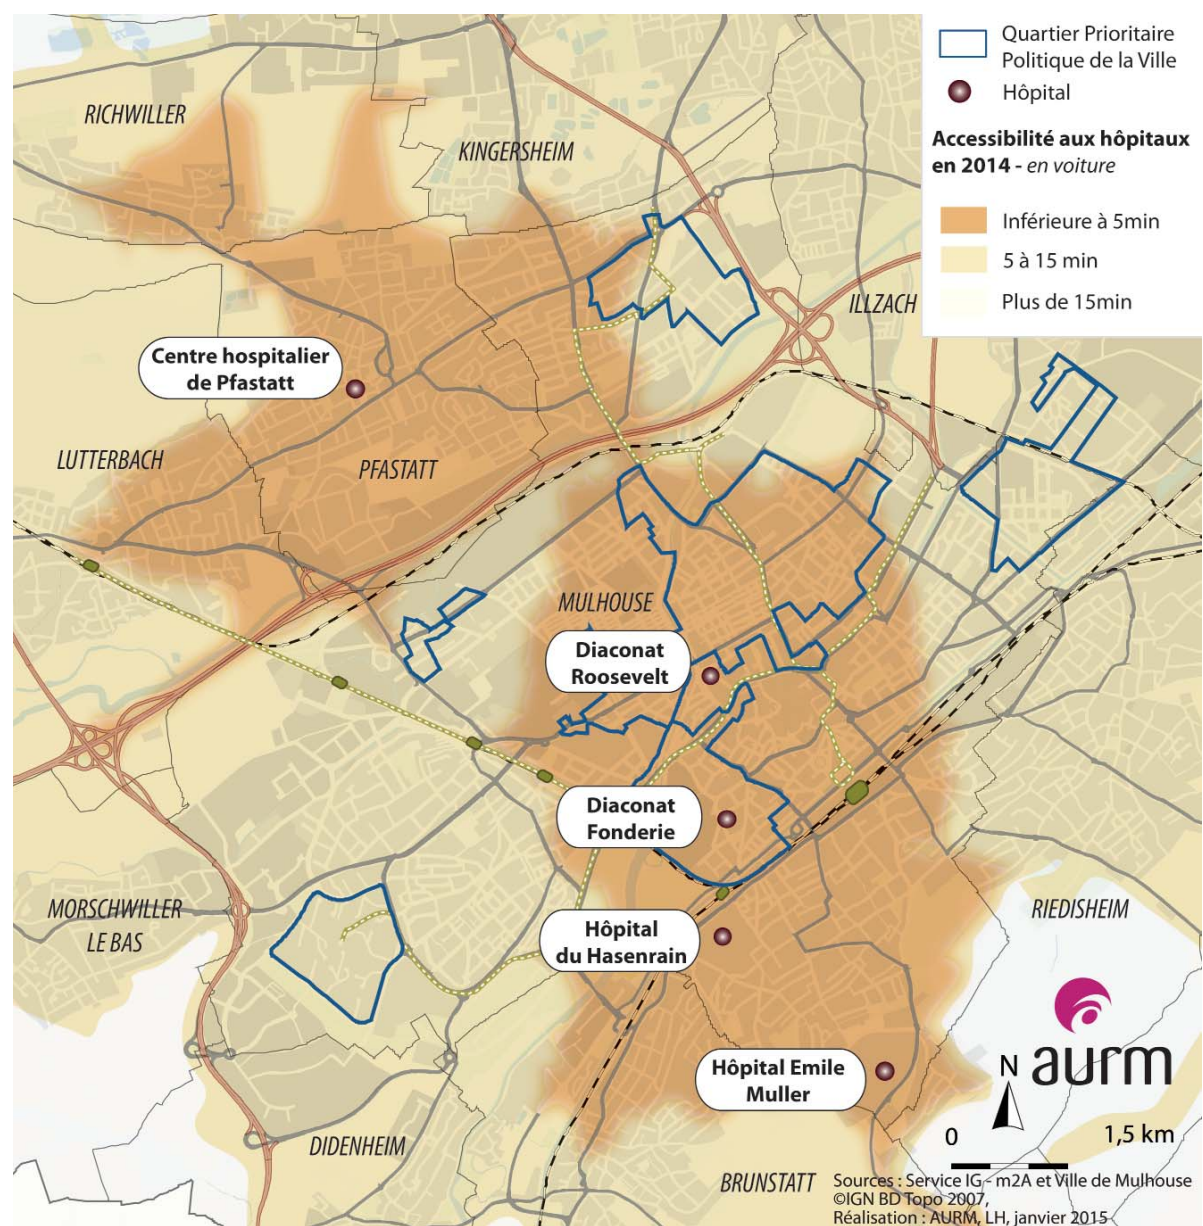 Quartier Prioritaire
Politique de la Ville
Hôpital
Accessibilité aux hôpitaux
en 2014 - en voiture
Inférieure à 5min
5 à 15 min
Plus de 15min
RICHWILLER
KINGERSHEIM
ILLZACH
Centre hospitalier
de Pfastatt
LUTTERBACH
PFASTATT
MULHOUSE
Diaconat
Roosevelt
Diaconat
Fonderie
MORSCHWILLER
LE BAS
RIEDISHEIM
Hôpital
du Hasenrain
Hôpital Emile
Muller
N
aurm
0
1,5 km
DIDENHEIM
BRUNSTATT
Sources : Service IG - m2A et Ville de Mulhouse
©IGN BD Topo 2007,
Réalisation : AURM, LH, janvier 2015